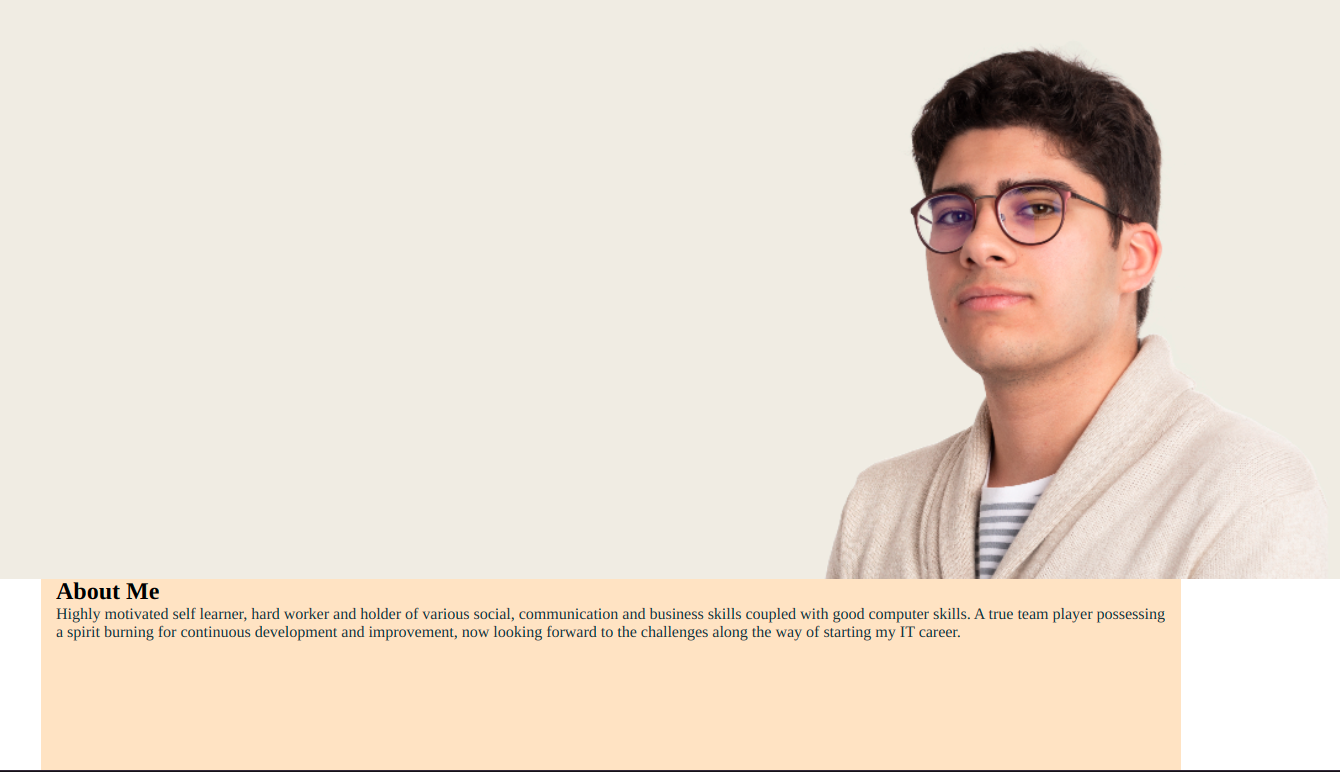 About Me
Highly motivated self learner, hard worker and holder of various social, communication and business skills coupled with good computer skills. A true team player possessing
a spirit burning for continuous development and improvement, now looking forward to the challenges along the way of starting my IT career.